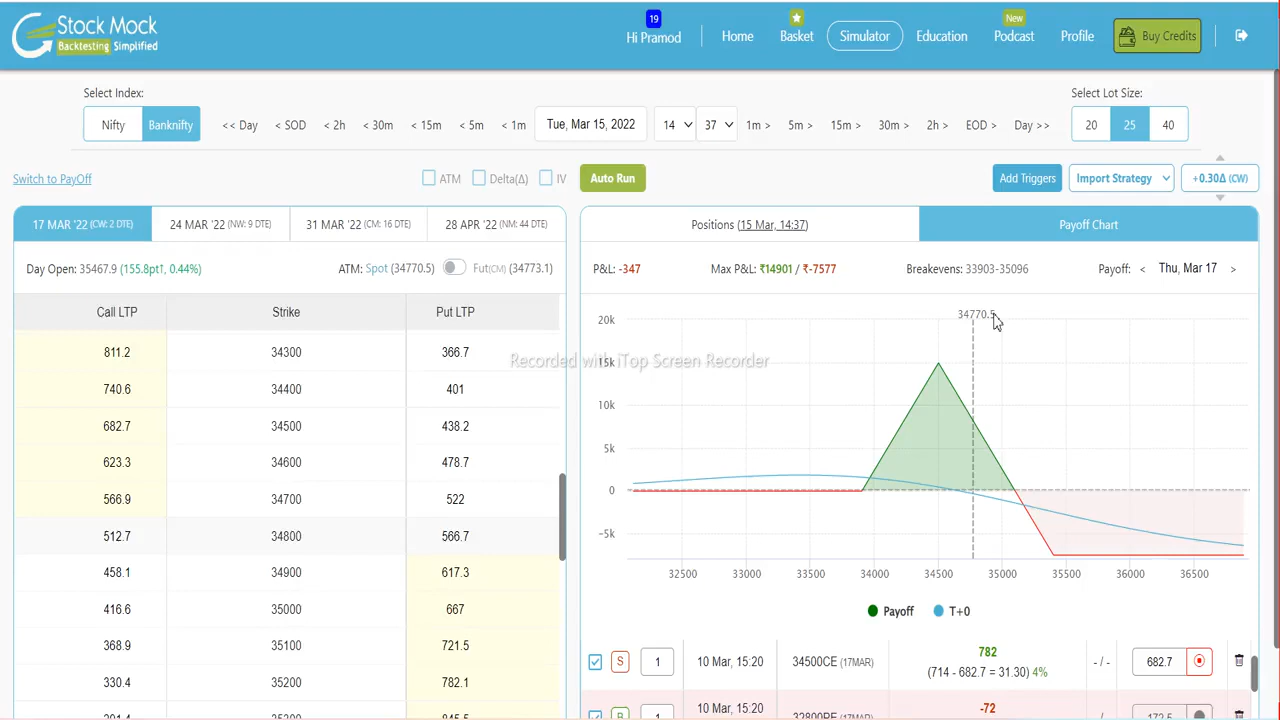 Stock Mock
Backtesting Simplified
19
Hi Pramod
Home
Basket
Simulator
Education
New
Podcast
Profile
Buy Credits
Select Index:
Nifty
Banknifty
<< Day
< SOD
< 2h
< 30m
< 15m
< 5m
< 1m
Tue, Mar 15, 2022
14
37
1m >
5m >
15m >
30m >
2h >
EOD >
Day >>
Select Lot Size:
20
25
40
Switch to PayOff
ATM
Delta(Δ)
IV
Auto Run
Add Triggers
Import Strategy
+0.30Δ (CW)
17 MAR '22 (CW: 2 DTE)
24 MAR '22 (NW: 9 DTE)
31 MAR '22 (CM: 16 DTE)
28 APR '22 (NM: 44 DTE)
Day Open: 35467.9 (155.8pt↑, 0.44%)
ATM: Spot (34770.5)
Fut(CM) (34773.1)
Call LTP Strike Put LTP
811.2 34300 366.7
740.6 34400 401
682.7 34500 438.2
623.3 34600 478.7
566.9 34700 522
512.7 34800 566.7
458.1 34900 617.3
416.6 35000 667
368.9 35100 721.5
330.4 35200 782.1
Positions (15 Mar, 14:37)
Payoff Chart
P&L: -347
Max P&L: ₹14901 / ₹-7577
Breakevens: 33903-35096
Payoff: < Thu, Mar 17 >
34770.5
20k
15k
10k
5k
0
-5k
32500 33000 33500 34000 34500 35000 35500 36000 36500
Payoff
T+0
Recorded with iTop Screen Recorder
S 1 10 Mar, 15:20 34500CE (17MAR) 782 - / - 682.7
(714 - 682.7 = 31.30) 4%
B 1 10 Mar, 15:20 32800PE (17MAR) -72